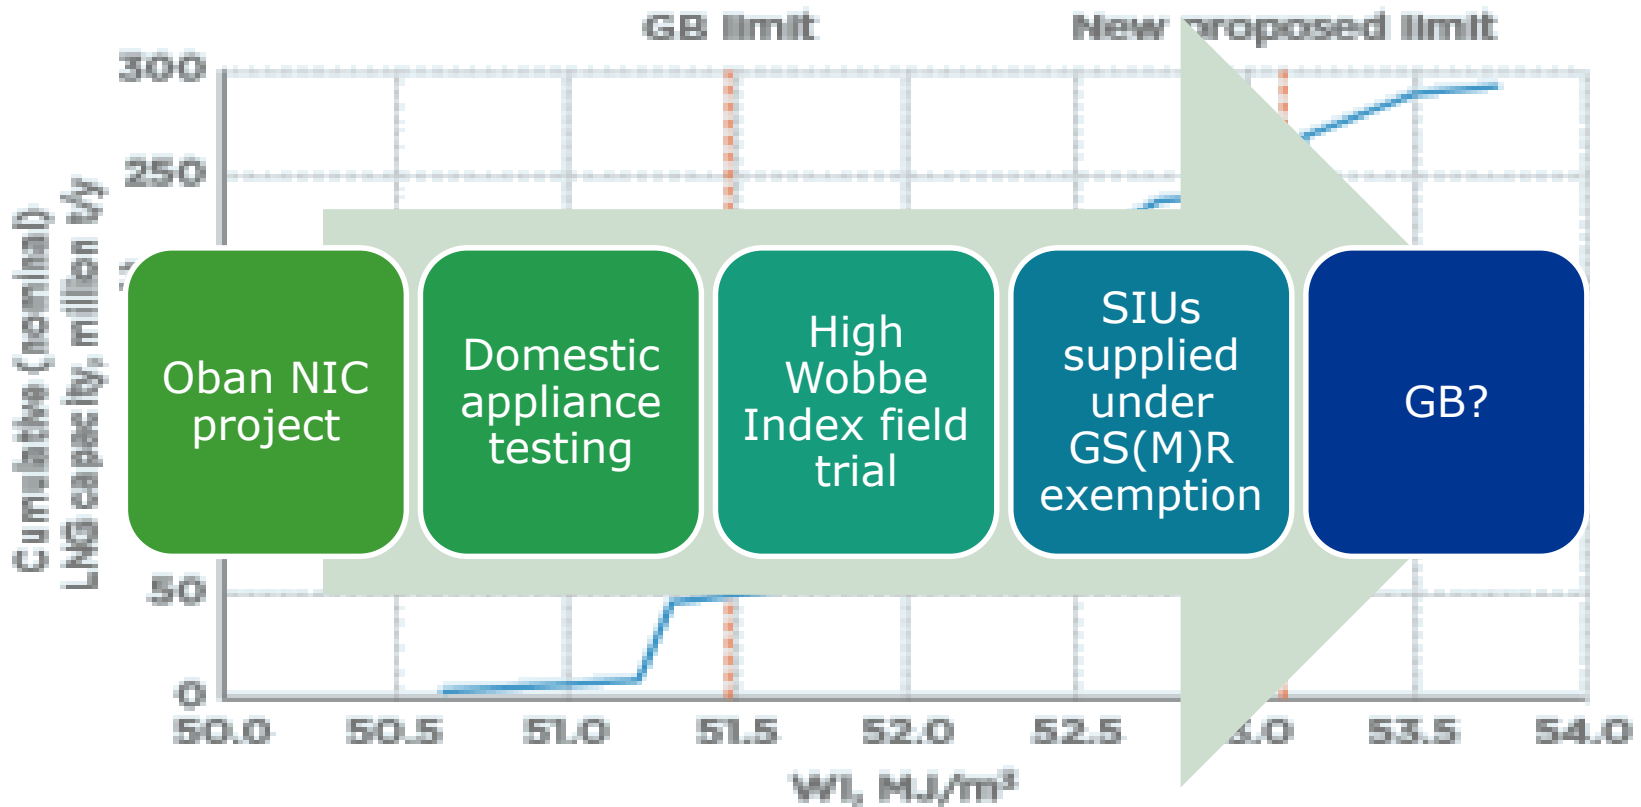 GB limit
New proposed limit
300
250
50
0
Cumulative (nominal)
LNG capacity, million t/y
Oban NIC
project
Domestic
appliance
testing
High
Wobbe
Index field
trial
SIUs
supplied
under
GS(M)R
exemption
GB?
50.0 50.5 51.0 51.5 52.0 52.5 53.0 53.5 54.0
WI, MJ/m³